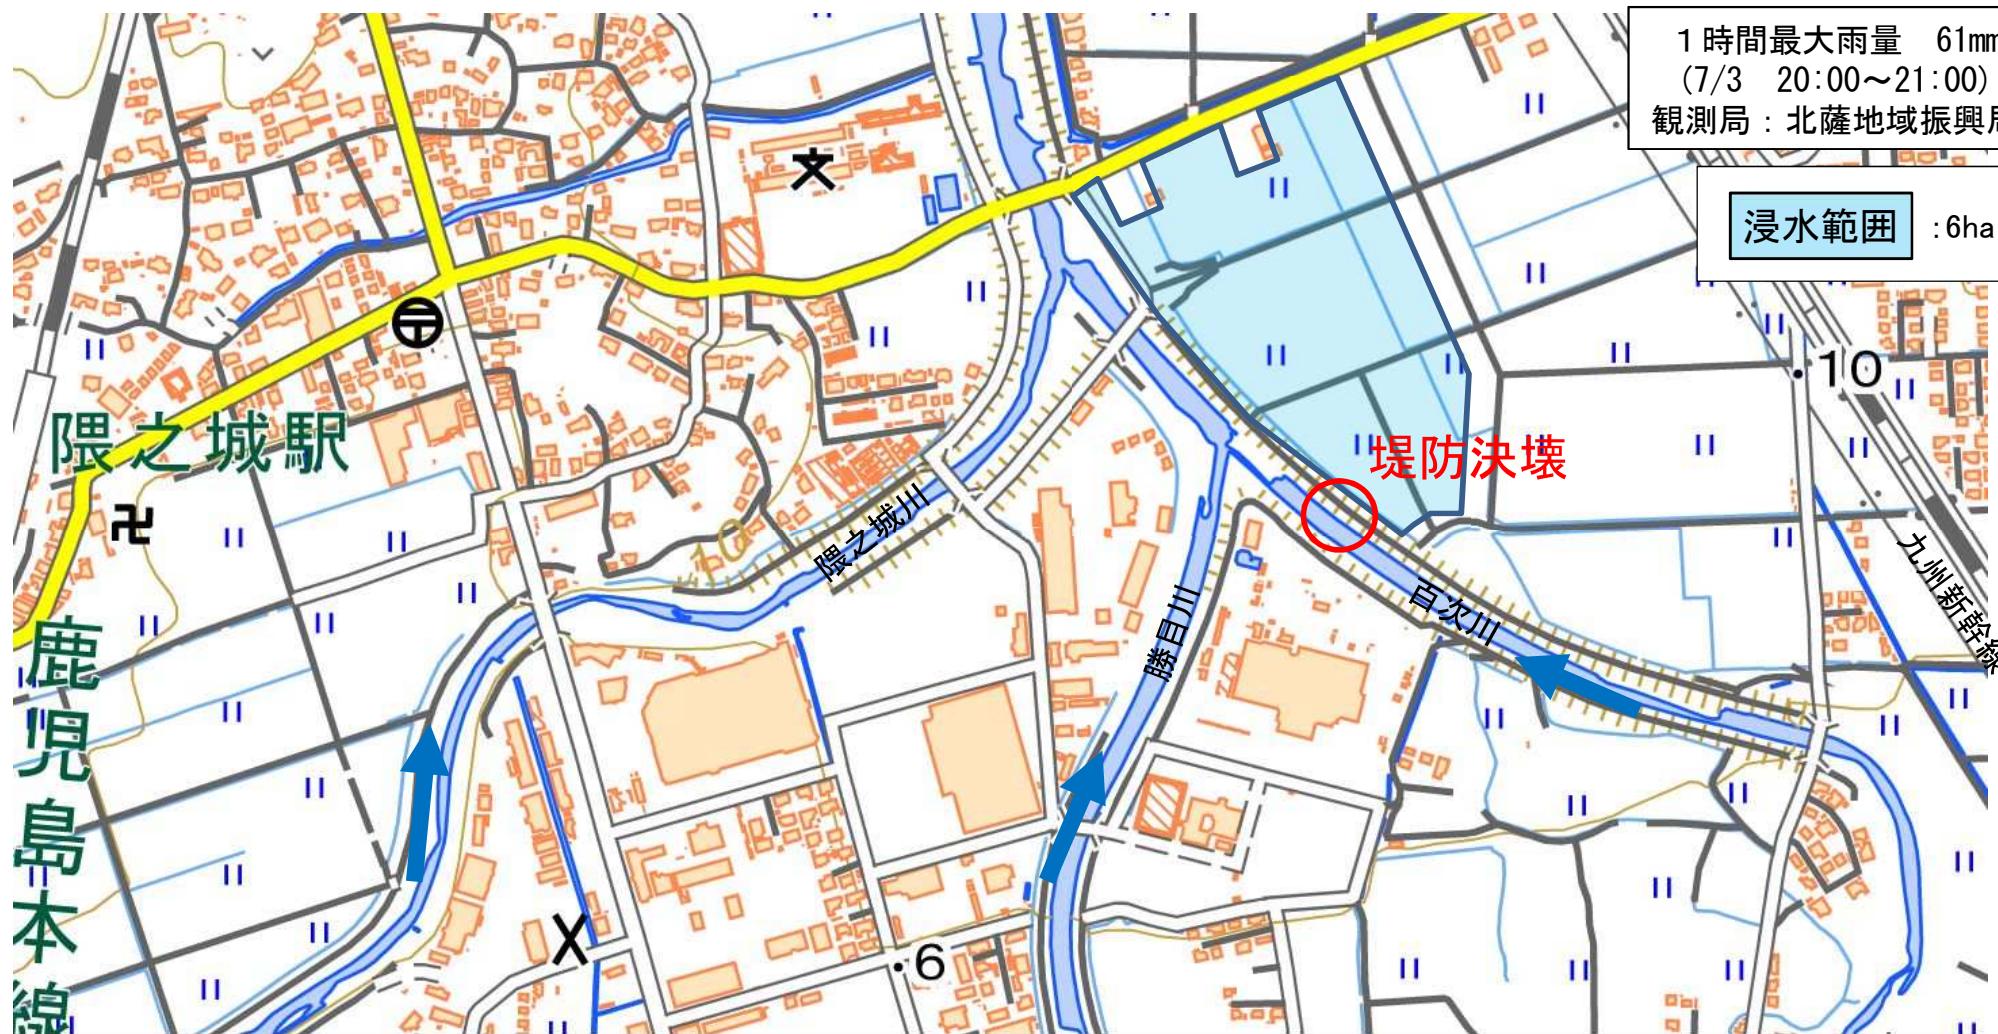 1時間最大雨量　61mm
(7/3　20:00～21:00)
観測局：北薩地域振興局
浸水範囲 :6ha
10
隈之城駅
堤防決壊
10
隈之城川
九州新幹線
百次川
勝目川
鹿児島本線
6